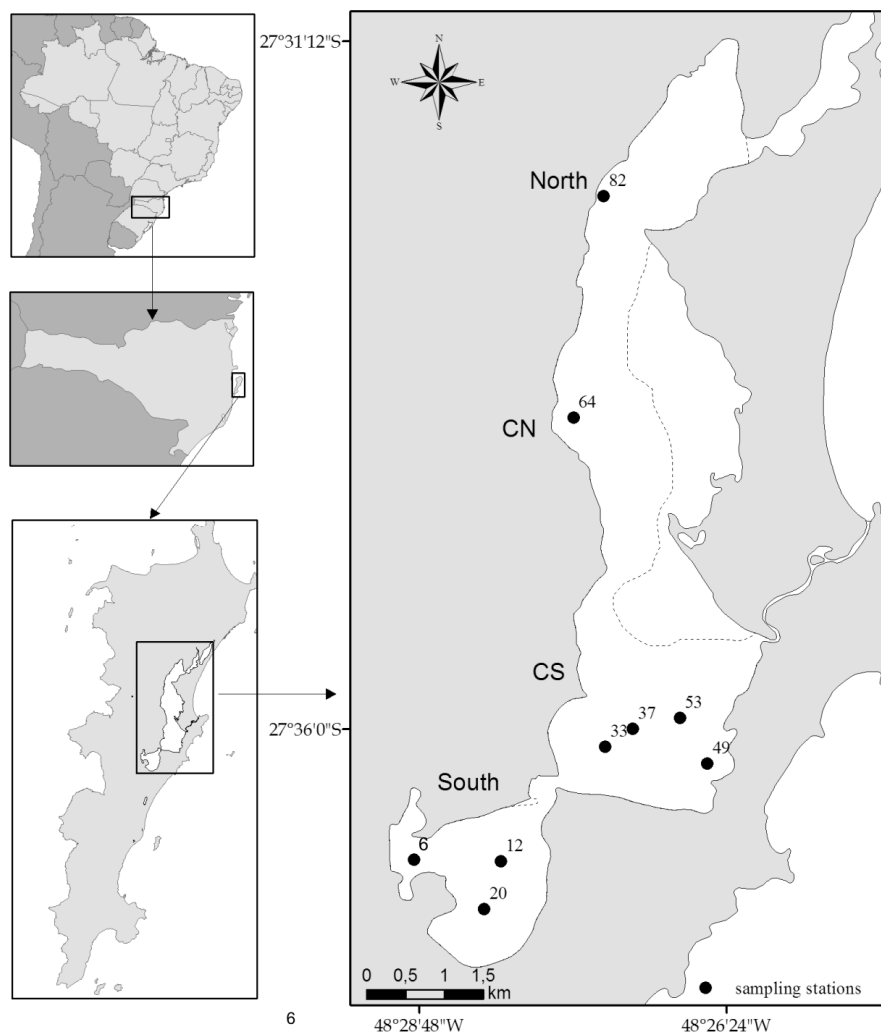 27°31'12"S
N
W
E
S
North
82
64
CN
CS
53
37
33
27°36'0"S
49
South
6
12
20
0 0,5 1 1,5
km
sampling stations
6
48°28'48"W
48°26'24"W